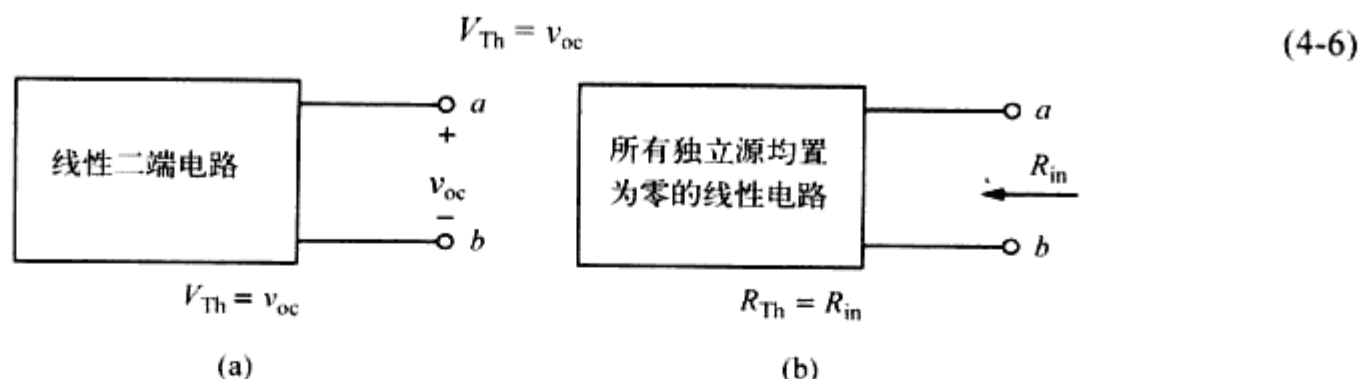 V_Th = v_oc (4-6)
线性二端电路
a
+
v_oc
−
b
V_Th = v_oc
(a)
所有独立源均置
为零的线性电路
a
R_in
b
R_Th = R_in
(b)